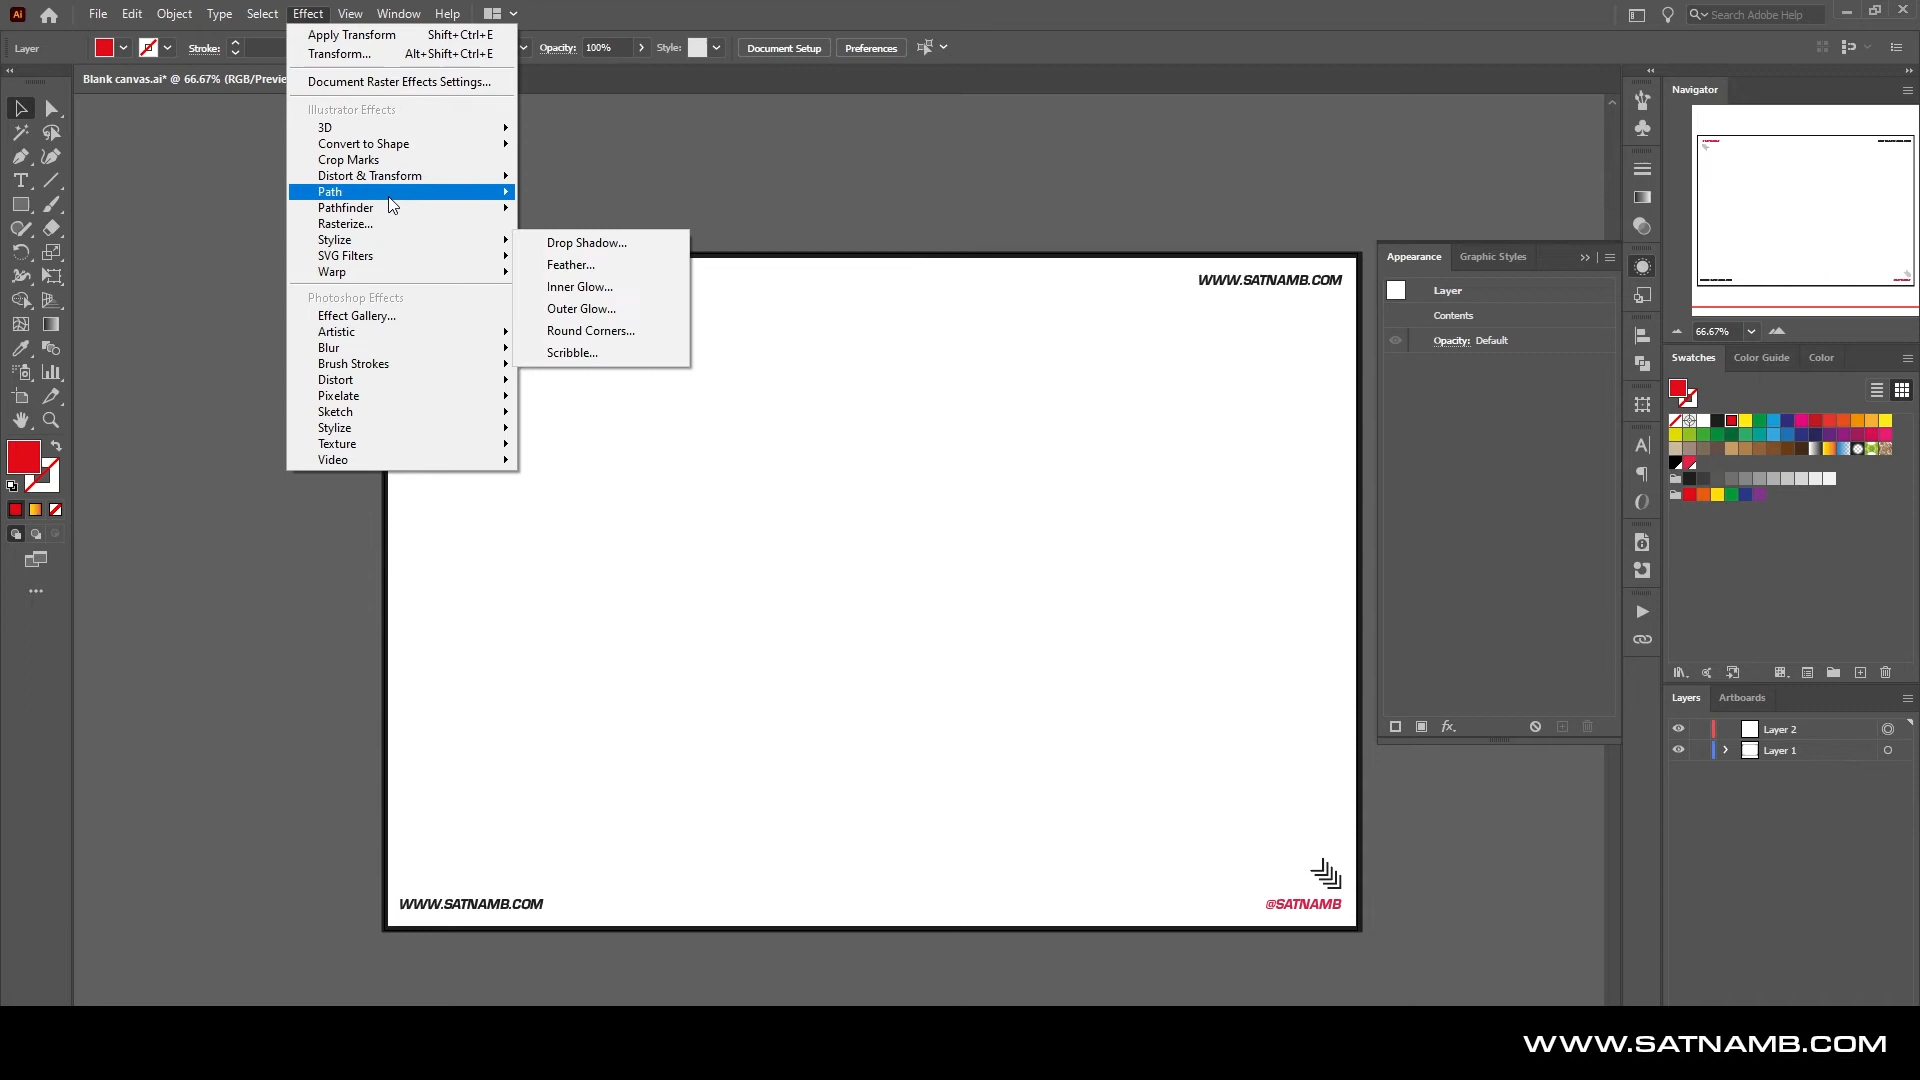 Ai
File Edit Object Type Select Effect View Window Help
Search Adobe Help
Layer
Stroke:
Opacity: 100%
Style:
Document Setup
Preferences
Blank canvas.ai* @ 66.67% (RGB/Previe
Apply Transform Shift+Ctrl+E
Transform... Alt+Shift+Ctrl+E
Document Raster Effects Settings...
Illustrator Effects
3D
Convert to Shape
Crop Marks
Distort & Transform
Path
Pathfinder
Rasterize...
Stylize
SVG Filters
Warp
Photoshop Effects
Effect Gallery...
Artistic
Blur
Brush Strokes
Distort
Pixelate
Sketch
Stylize
Texture
Video
Drop Shadow...
Feather...
Inner Glow...
Outer Glow...
Round Corners...
Scribble...
WWW.SATNAMB.COM
WWW.SATNAMB.COM
@SATNAMB
Appearance Graphic Styles
Layer
Contents
Opacity: Default
fx
Navigator
66.67%
Swatches Color Guide Color
Layers Artboards
Layer 2
Layer 1
WWW.SATNAMB.COM